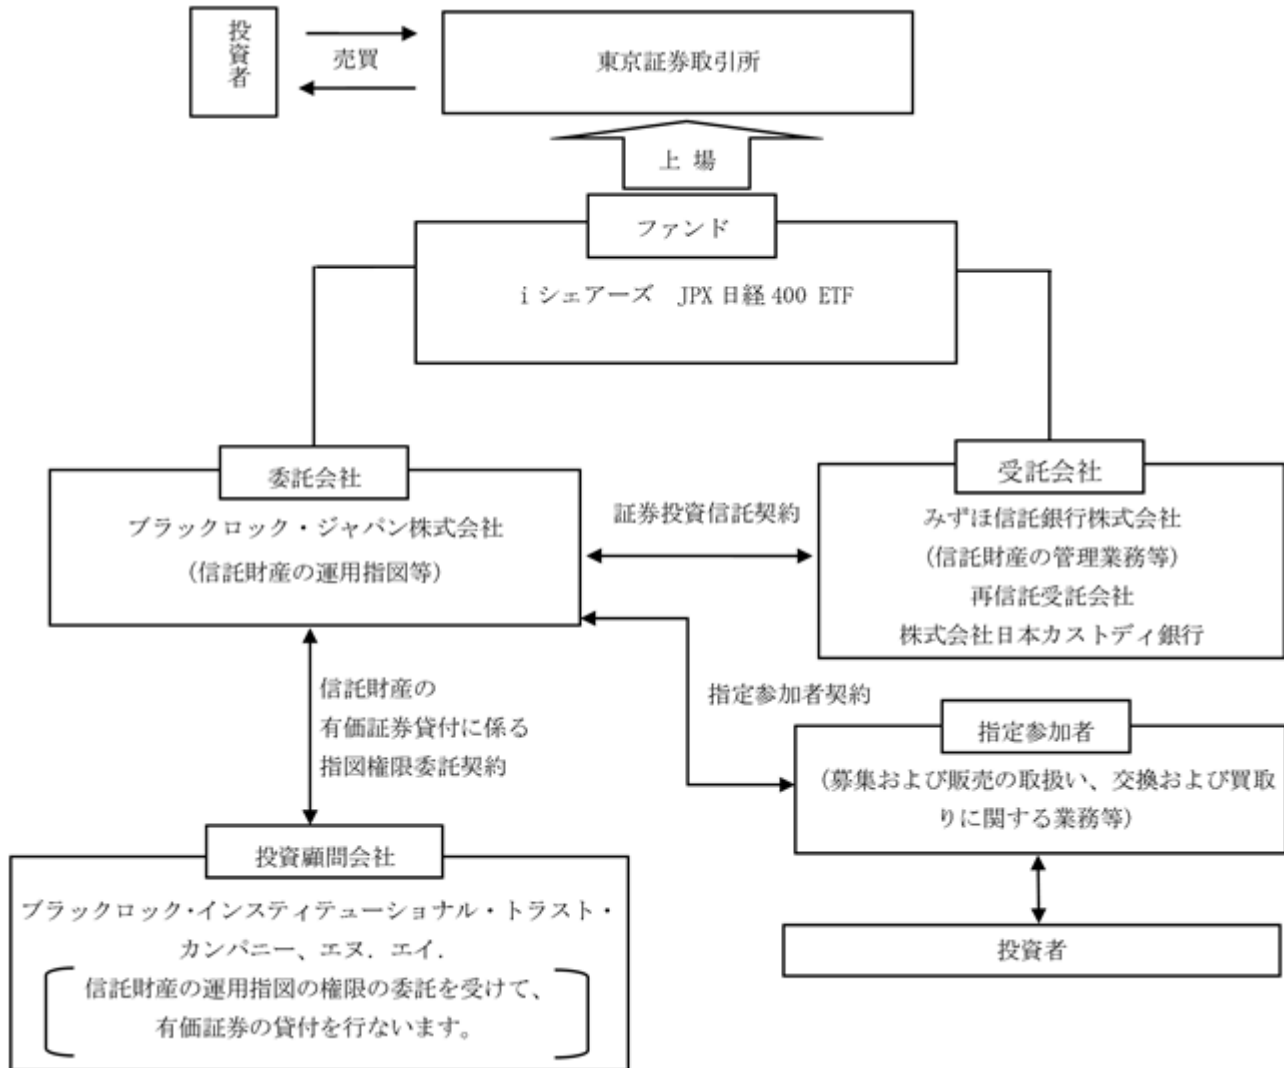 投資者
売買
東京証券取引所
上 場
ファンド
i シェアーズ JPX 日経 400 ETF
委託会社
ブラックロック・ジャパン株式会社
(信託財産の運用指図等)
証券投資信託契約
受託会社
みずほ信託銀行株式会社
(信託財産の管理業務等)
再信託受託会社
株式会社日本カストディ銀行
信託財産の
有価証券貸付に係る
指図権限委託契約
指定参加者契約
指定参加者
(募集および販売の取扱い、交換および買取
りに関する業務等)
投資者
投資顧問会社
ブラックロック・インスティテューショナル・トラスト・
カンパニー、エヌ. エイ.
信託財産の運用指図の権限の委託を受けて、
有価証券の貸付を行ないます。